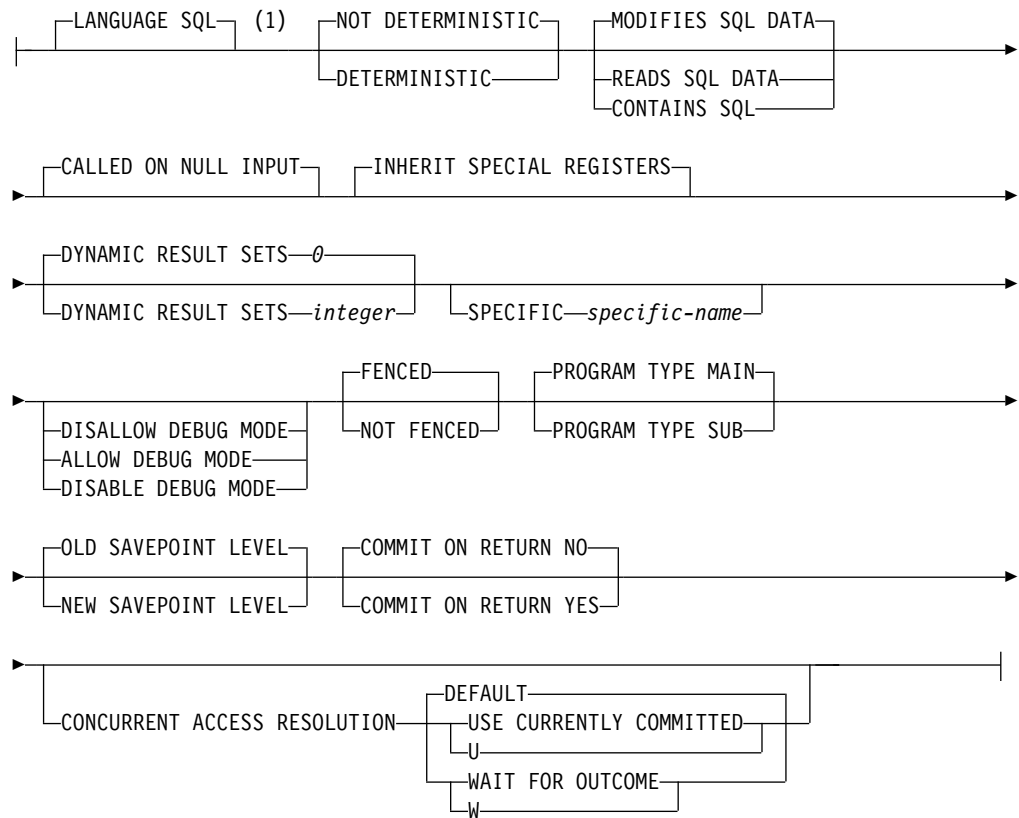 LANGUAGE SQL (1) NOT DETERMINISTIC MODIFIES SQL DATA
DETERMINISTIC READS SQL DATA
CONTAINS SQL
CALLED ON NULL INPUT INHERIT SPECIAL REGISTERS
DYNAMIC RESULT SETS 0
DYNAMIC RESULT SETS integer SPECIFIC specific-name
FENCED PROGRAM TYPE MAIN
DISALLOW DEBUG MODE NOT FENCED PROGRAM TYPE SUB
ALLOW DEBUG MODE
DISABLE DEBUG MODE
OLD SAVEPOINT LEVEL COMMIT ON RETURN NO
NEW SAVEPOINT LEVEL COMMIT ON RETURN YES
DEFAULT
CONCURRENT ACCESS RESOLUTION USE CURRENTLY COMMITTED
U
WAIT FOR OUTCOME
W